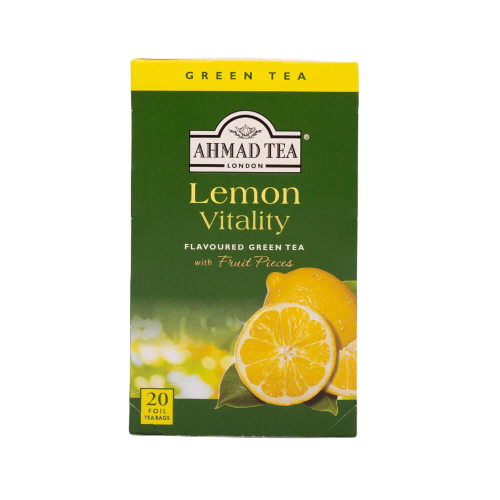 GREEN TEA
AHMAD TEA®
LONDON
Lemon
Vitality
FLAVOURED GREEN TEA
with Fruit Pieces
20
FOIL
TEA BAGS